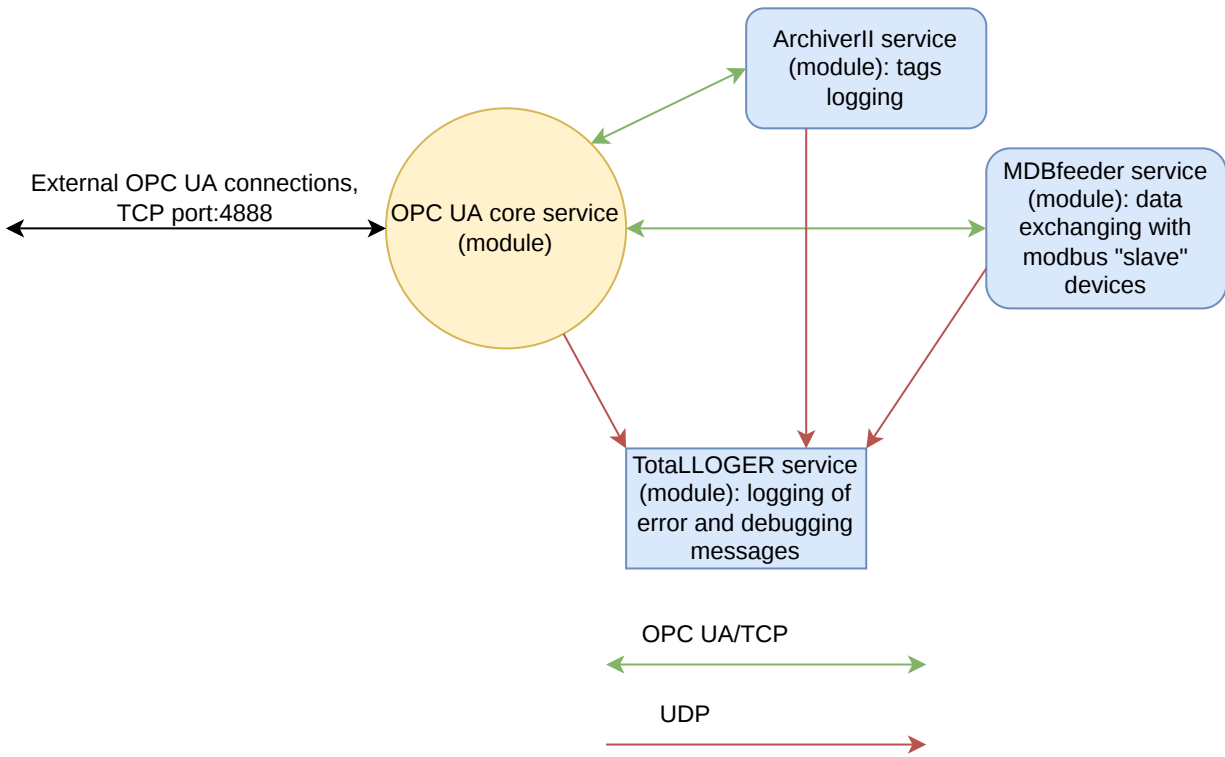 ArchiverII service
(module): tags
logging
MDBfeeder service
(module): data
exchanging with
modbus "slave"
devices
External OPC UA connections,
TCP port:4888
OPC UA core service
(module)
TotaLLOGER service
(module): logging of
error and debugging
messages
OPC UA/TCP
UDP